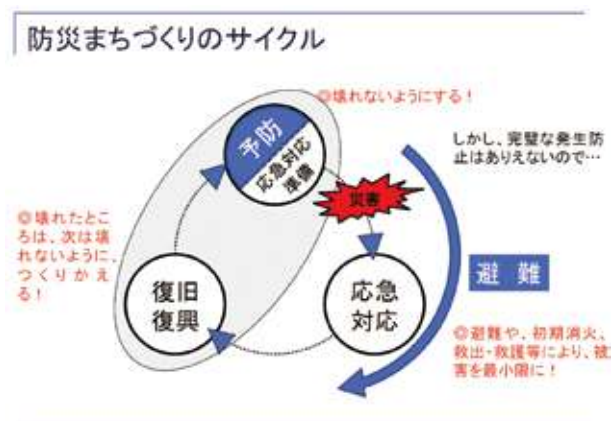 防災まちづくりのサイクル
◎壊れないようにする！
予防
応急対応
準備
しかし、完璧な発生防
止はありえないので…
災害
◎壊れたとこ
ろは、次は壊
れないように、
つくりかえ
る！
避難
復旧
復興
応急
対応
◎避難や、初期消火、
救出・救護等により、被
害を最小限に！